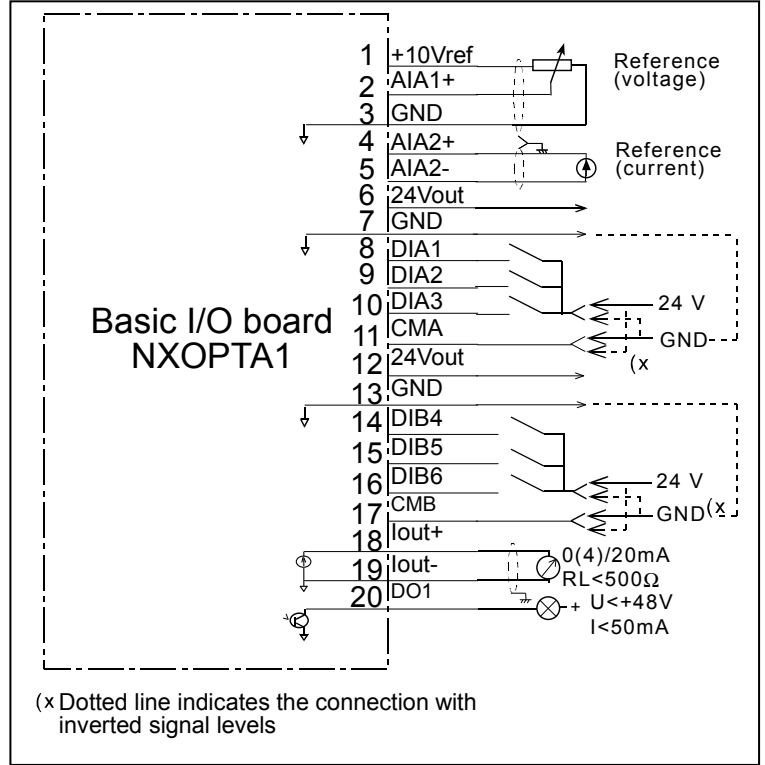 1 +10Vref
Reference
(voltage)
2 AIA1+
3 GND
4 AIA2+
Reference
(current)
5 AIA2-
6 24Vout
7 GND
8 DIA1
9 DIA2
10 DIA3
24 V
11 CMA
GND
(x
12 24Vout
13 GND
14 DIB4
15 DIB5
16 DIB6
24 V
17 CMB
GND (x
18 Iout+
0(4)/20mA
19 Iout-
RL<500Ω
20 DO1
+ U<+48V
I<50mA
Basic I/O board
NXOPTA1
(x Dotted line indicates the connection with
inverted signal levels